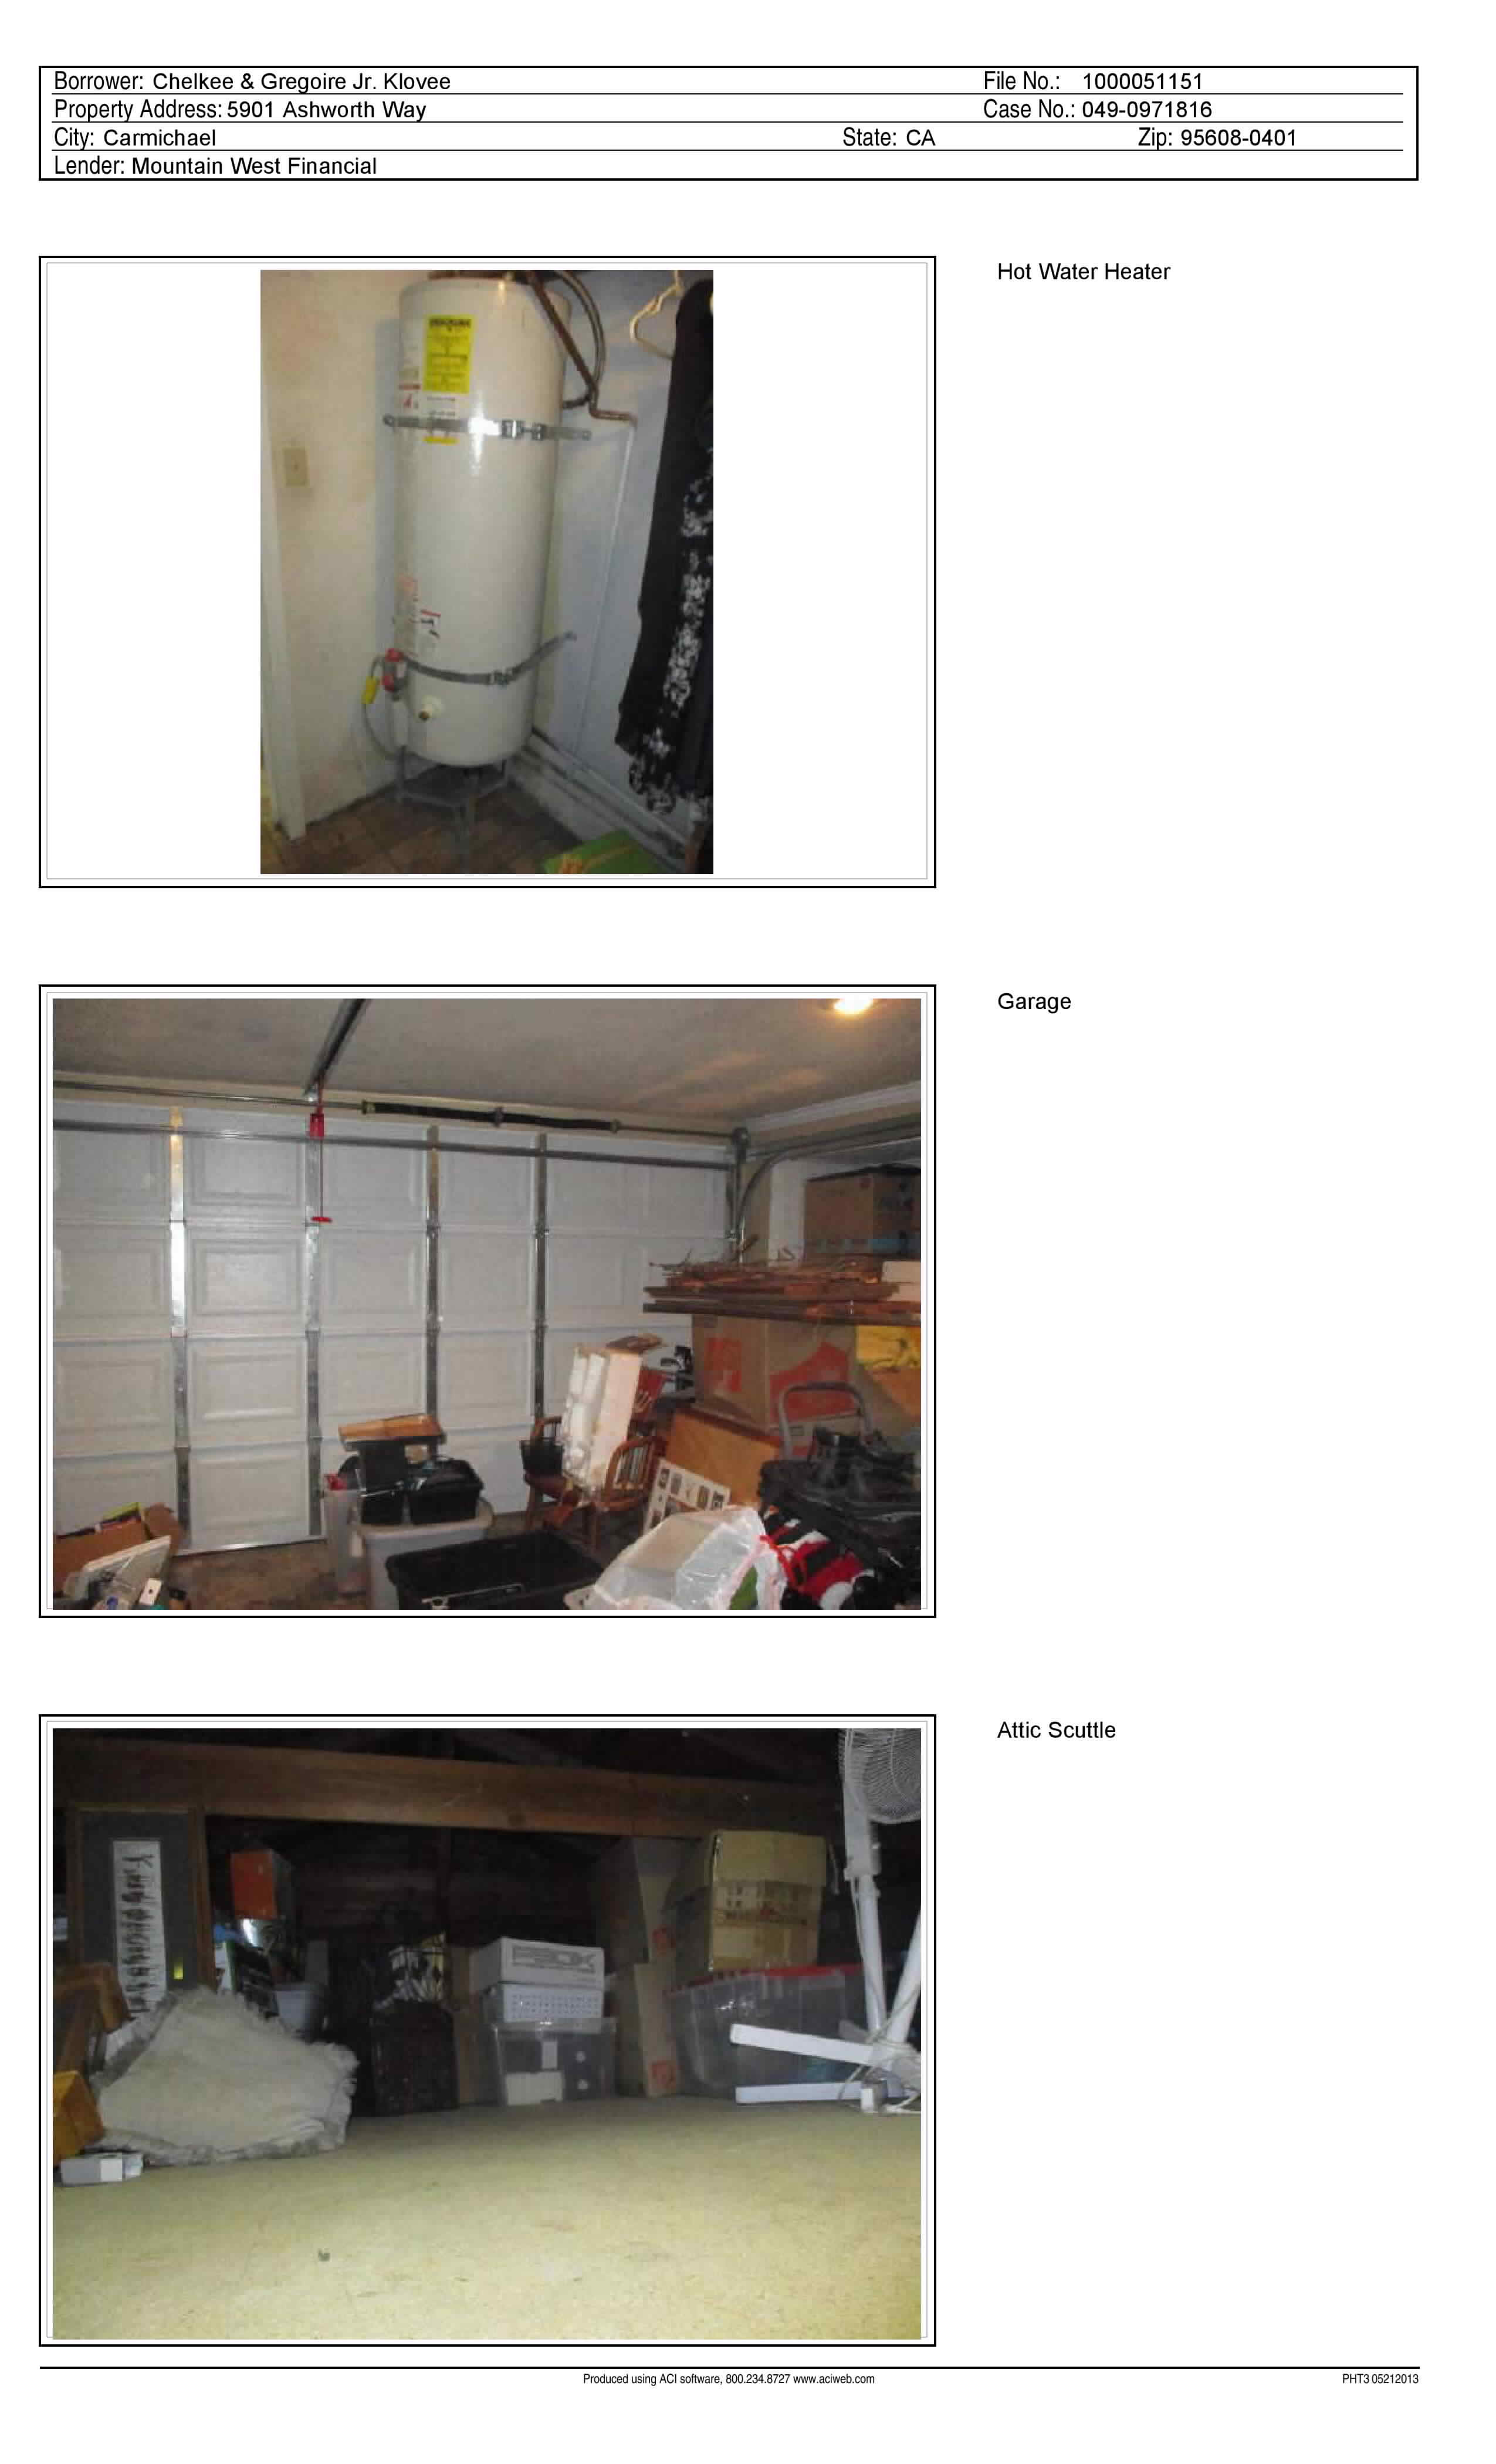 Borrower: Chelkee & Gregoire Jr. Klovee File No.: 1000051151
Property Address: 5901 Ashworth Way Case No.: 049-0971816
City: Carmichael State: CA Zip: 95608-0401
Lender: Mountain West Financial
Hot Water Heater
Garage
Attic Scuttle
Produced using ACI software, 800.234.8727 www.aciweb.com PHT3 05212013